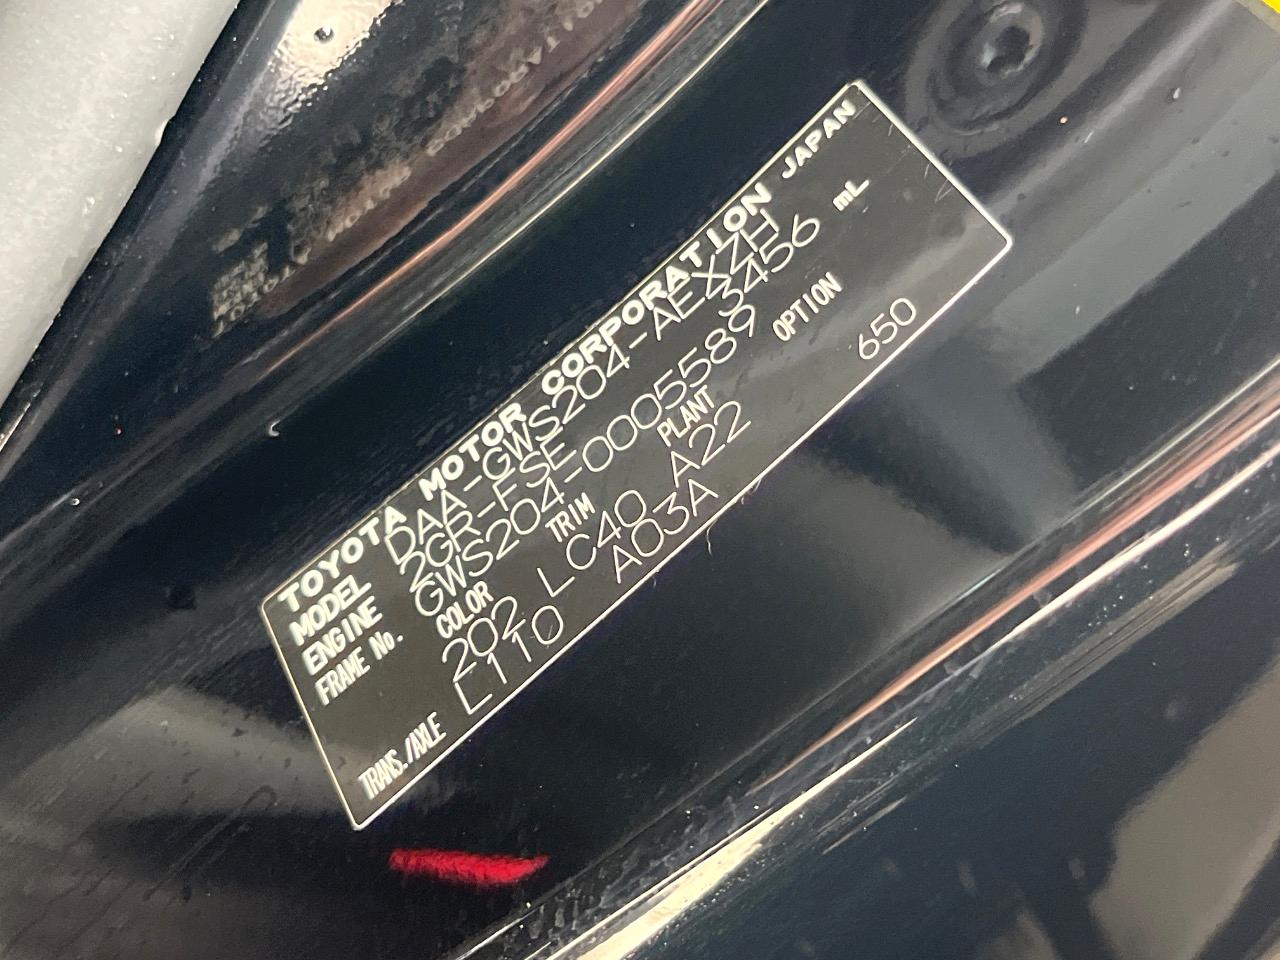 TOYOTA MOTOR CORPORATION JAPAN
MODEL DAA-GWS204-AEXZH
ENGINE 2GR-FSE 3456 mL
FRAME No. GWS204-0005589
COLOR TRIM PLANT OPTION
202 LC40 A22 650
TRANS./AXLE L110 A03A